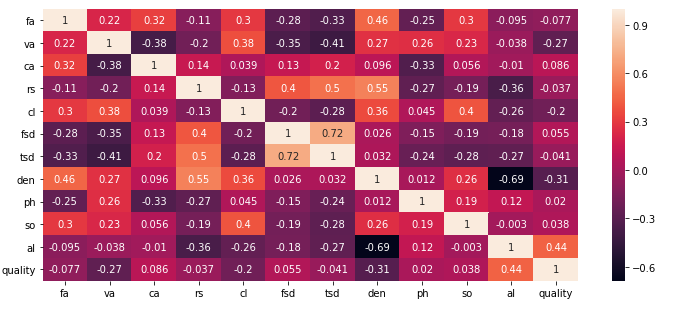 fa 1 0.22 0.32 -0.11 0.3 -0.28 -0.33 0.46 -0.25 0.3 -0.095 -0.077
va 0.22 1 -0.38 -0.2 0.38 -0.35 -0.41 0.27 0.26 0.23 -0.038 -0.27
ca 0.32 -0.38 1 0.14 0.039 0.13 0.2 0.096 -0.33 0.056 -0.01 0.086
rs -0.11 -0.2 0.14 1 -0.13 0.4 0.5 0.55 -0.27 -0.19 -0.36 -0.037
cl 0.3 0.38 0.039 -0.13 1 -0.2 -0.28 0.36 0.045 0.4 -0.26 -0.2
fsd -0.28 -0.35 0.13 0.4 -0.2 1 0.72 0.026 -0.15 -0.19 -0.18 0.055
tsd -0.33 -0.41 0.2 0.5 -0.28 0.72 1 0.032 -0.24 -0.28 -0.27 -0.041
den 0.46 0.27 0.096 0.55 0.36 0.026 0.032 1 0.012 0.26 -0.69 -0.31
ph -0.25 0.26 -0.33 -0.27 0.045 -0.15 -0.24 0.012 1 0.19 0.12 0.02
so 0.3 0.23 0.056 -0.19 0.4 -0.19 -0.28 0.26 0.19 1 -0.003 0.038
al -0.095 -0.038 -0.01 -0.36 -0.26 -0.18 -0.27 -0.69 0.12 -0.003 1 0.44
quality -0.077 -0.27 0.086 -0.037 -0.2 0.055 -0.041 -0.31 0.02 0.038 0.44 1
fa va ca rs cl fsd tsd den ph so al quality
0.9
0.6
0.3
0.0
-0.3
-0.6